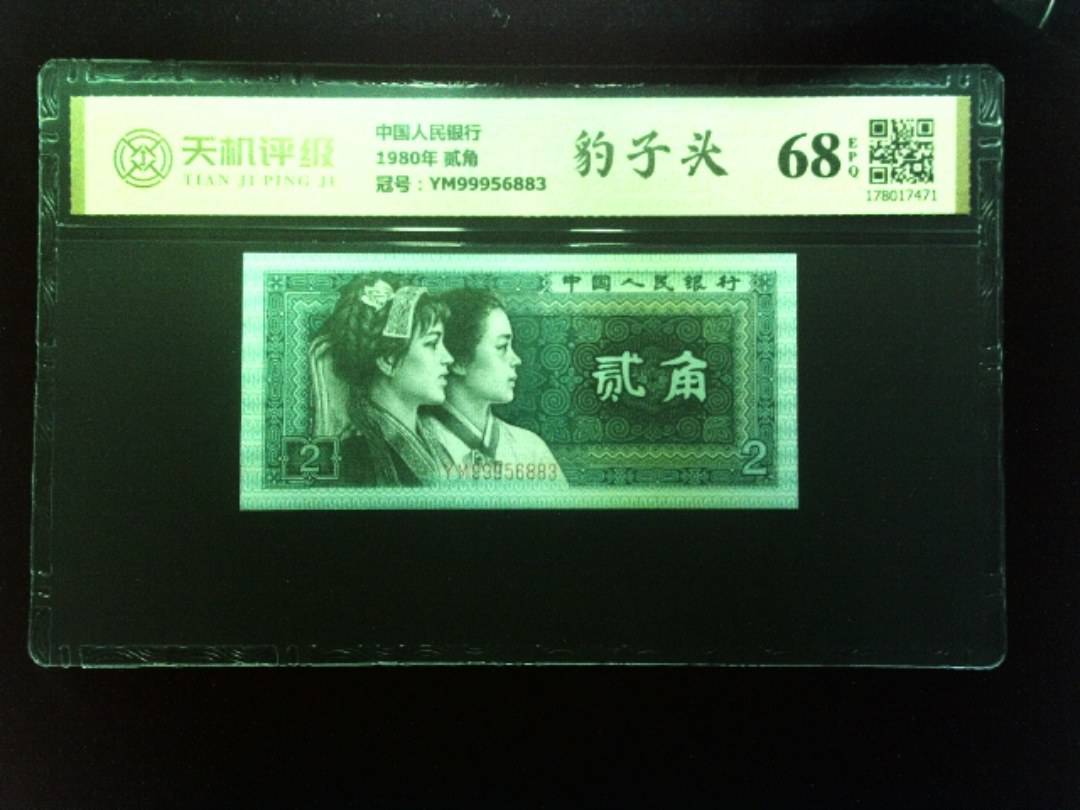 天机评级
TIAN JI PING JI
中国人民银行
1980年 贰角
冠号：YM99956883
豹子头
68
EPQ
178017471
中国人民银行
贰角
2
YM99956883
2